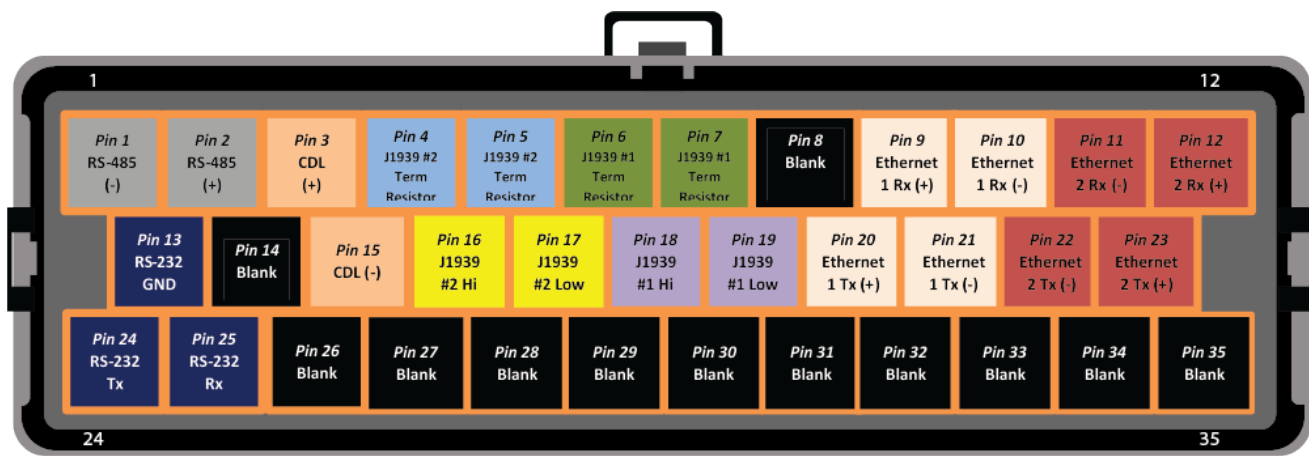 1
12
Pin 1
RS-485
(-)
Pin 2
RS-485
(+)
Pin 3
CDL
(+)
Pin 4
J1939 #2
Term
Resistor
Pin 5
J1939 #2
Term
Resistor
Pin 6
J1939 #1
Term
Resistor
Pin 7
J1939 #1
Term
Resistor
Pin 8
Blank
Pin 9
Ethernet
1 Rx (+)
Pin 10
Ethernet
1 Rx (-)
Pin 11
Ethernet
2 Rx (-)
Pin 12
Ethernet
2 Rx (+)
Pin 13
RS-232
GND
Pin 14
Blank
Pin 15
CDL (-)
Pin 16
J1939
#2 Hi
Pin 17
J1939
#2 Low
Pin 18
J1939
#1 Hi
Pin 19
J1939
#1 Low
Pin 20
Ethernet
1 Tx (+)
Pin 21
Ethernet
1 Tx (-)
Pin 22
Ethernet
2 Tx (-)
Pin 23
Ethernet
2 Tx (+)
Pin 24
RS-232
Tx
Pin 25
RS-232
Rx
Pin 26
Blank
Pin 27
Blank
Pin 28
Blank
Pin 29
Blank
Pin 30
Blank
Pin 31
Blank
Pin 32
Blank
Pin 33
Blank
Pin 34
Blank
Pin 35
Blank
24
35